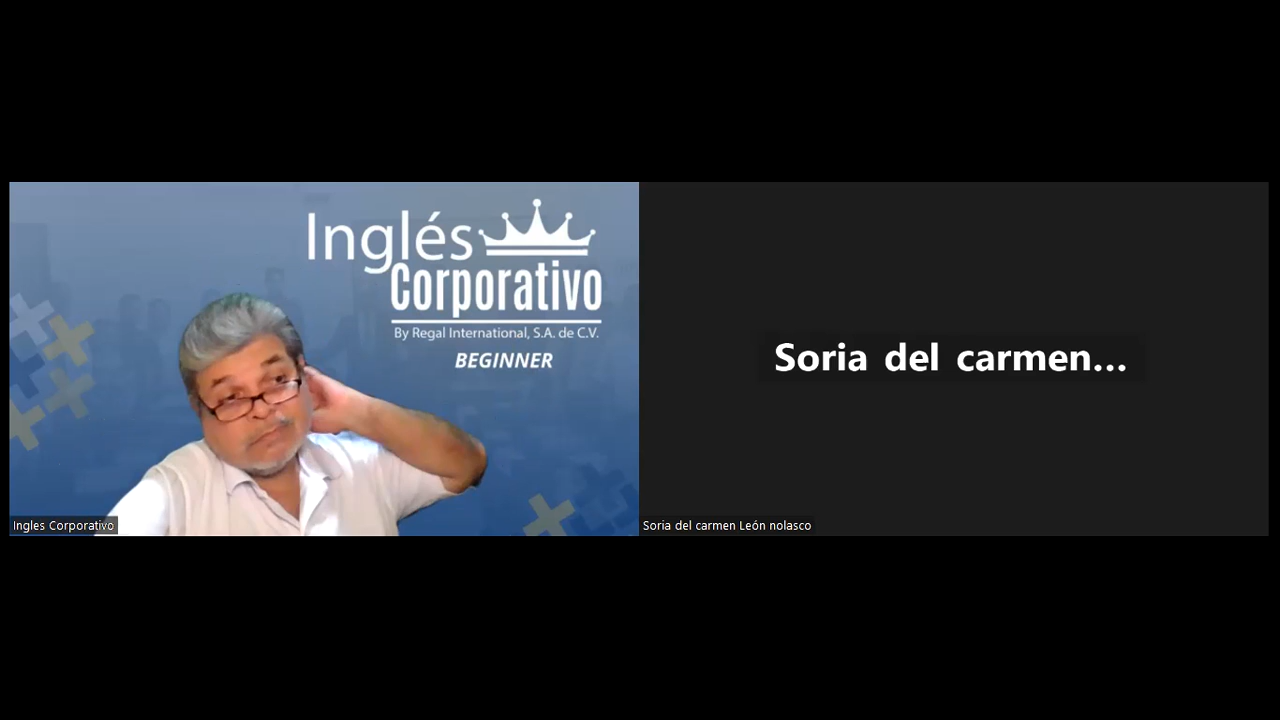 Inglés
Corporativo
By Regal International, S.A. de C.V.
BEGINNER
Ingles Corporativo
Soria del carmen...
Soria del carmen León nolasco